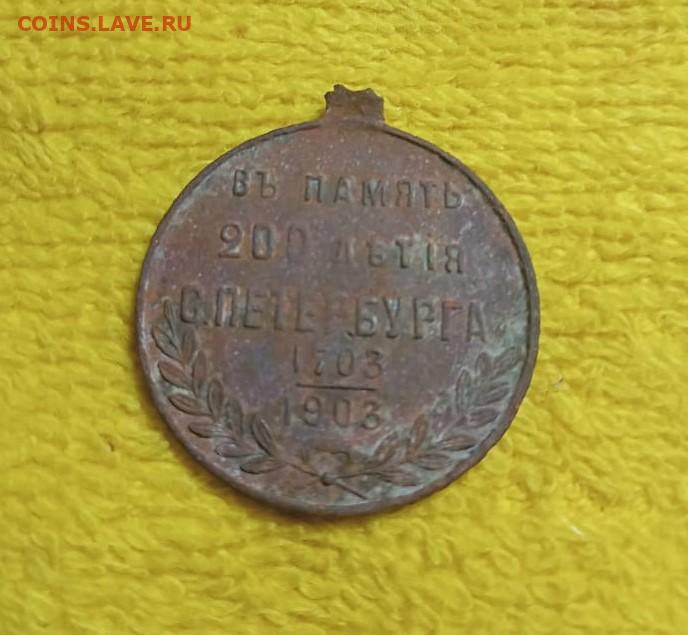 COINS.LAVE.RU
ВЪ ПАМЯТЬ
200 ЛѢТІЯ
С.ПЕТЕРБУРГА
1703
1903